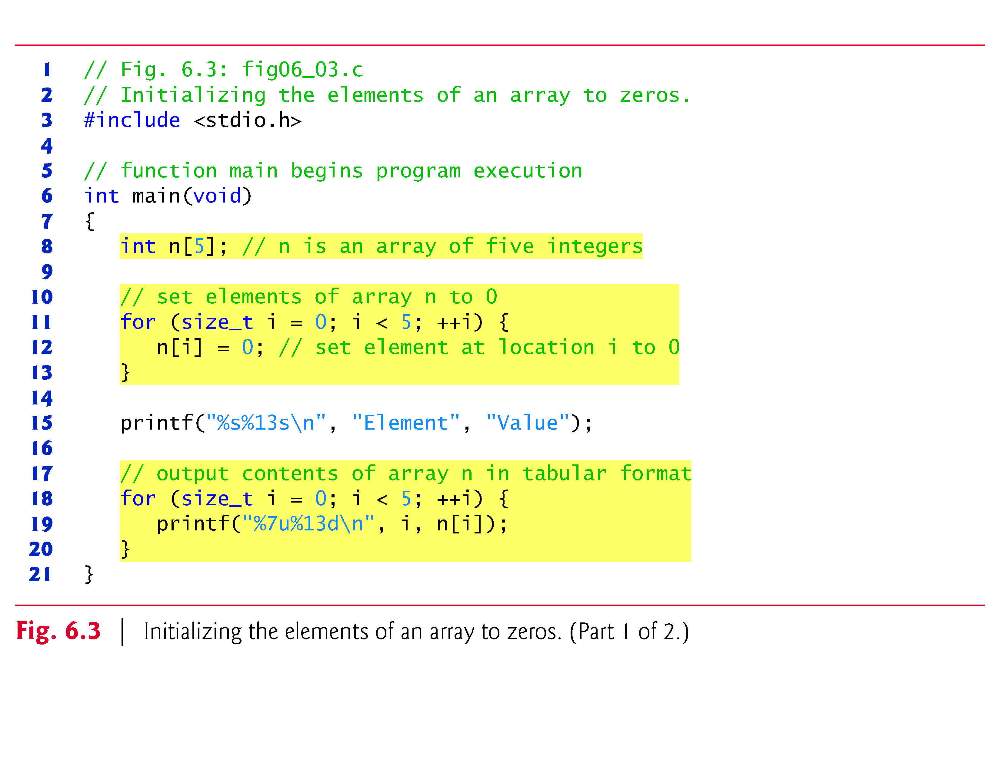 1 // Fig. 6.3: fig06_03.c
2 // Initializing the elements of an array to zeros.
3 #include <stdio.h>
4
5 // function main begins program execution
6 int main(void)
7 {
8    int n[5]; // n is an array of five integers
9
10    // set elements of array n to 0
11    for (size_t i = 0; i < 5; ++i) {
12       n[i] = 0; // set element at location i to 0
13    }
14
15    printf("%s%13s\n", "Element", "Value");
16
17    // output contents of array n in tabular format
18    for (size_t i = 0; i < 5; ++i) {
19       printf("%7u%13d\n", i, n[i]);
20    }
21 }
Fig. 6.3 | Initializing the elements of an array to zeros. (Part 1 of 2.)